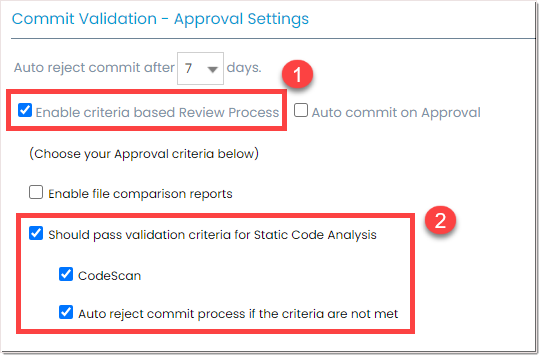 Commit Validation - Approval Settings
Auto reject commit after 7 days.
1
Enable criteria based Review Process Auto commit on Approval
(Choose your Approval criteria below)
Enable file comparison reports
2
Should pass validation criteria for Static Code Analysis
CodeScan
Auto reject commit process if the criteria are not met